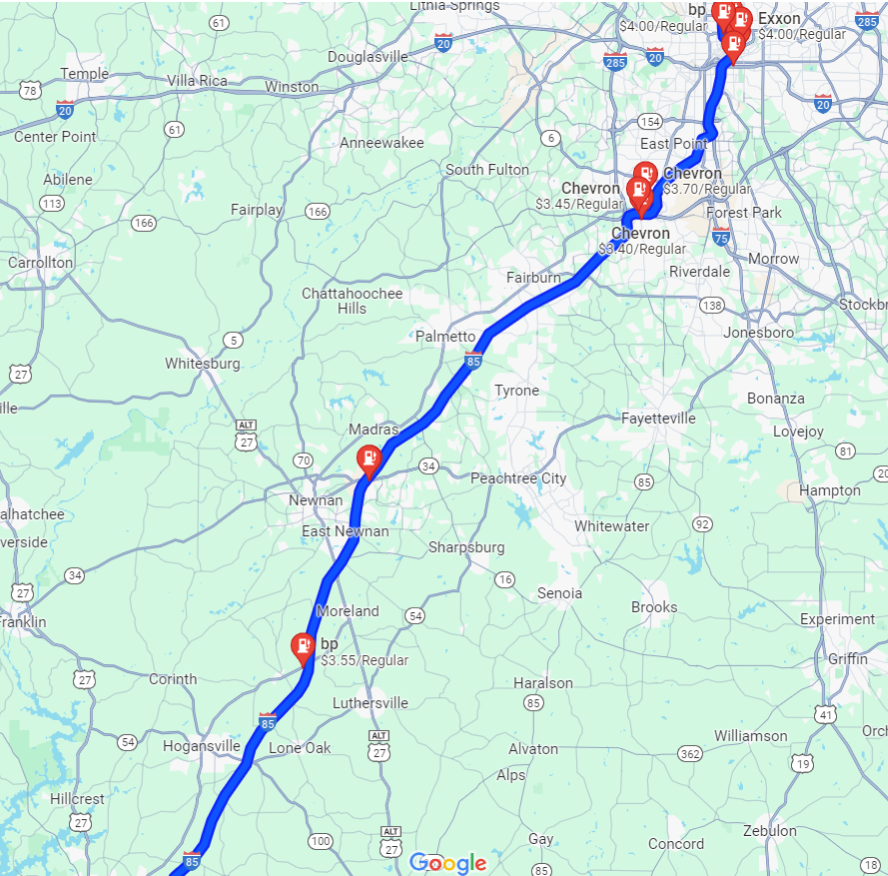 Lithia Springs
bp
$4.00/Regular
Exxon
$4.00/Regular
61
20
285
Douglasville
285
20
Temple
Villa Rica
Winston
78
20
20
Center Point
61
154
6
Anneewakee
East Point
South Fulton
Abilene
Chevron
$3.70/Regular
Chevron
$3.45/Regular
113
166
Fairplay
166
Forest Park
Chevron
$3.40/Regular
75
Carrollton
Morrow
Riverdale
Fairburn
Chattahoochee
Hills
138
Stockbr
Palmetto
Jonesboro
5
85
Whitesburg
27
Tyrone
Bonanza
ille
Fayetteville
ALT
27
Madras
Lovejoy
81
70
34
20
Peachtree City
85
Hampton
Newnan
alhatchee
Whitewater
92
East Newnan
verside
Sharpsburg
34
16
27
Senoia
Moreland
54
Brooks
Franklin
Experiment
bp
$3.55/Regular
Griffin
27
Corinth
Haralson
Luthersville
85
85
41
54
ALT
27
Hogansville
Lone Oak
Williamson
Orch
Alvaton
362
19
Alps
Hillcrest
27
ALT
27
100
Gay
Zebulon
Concord
85
Google
85
18